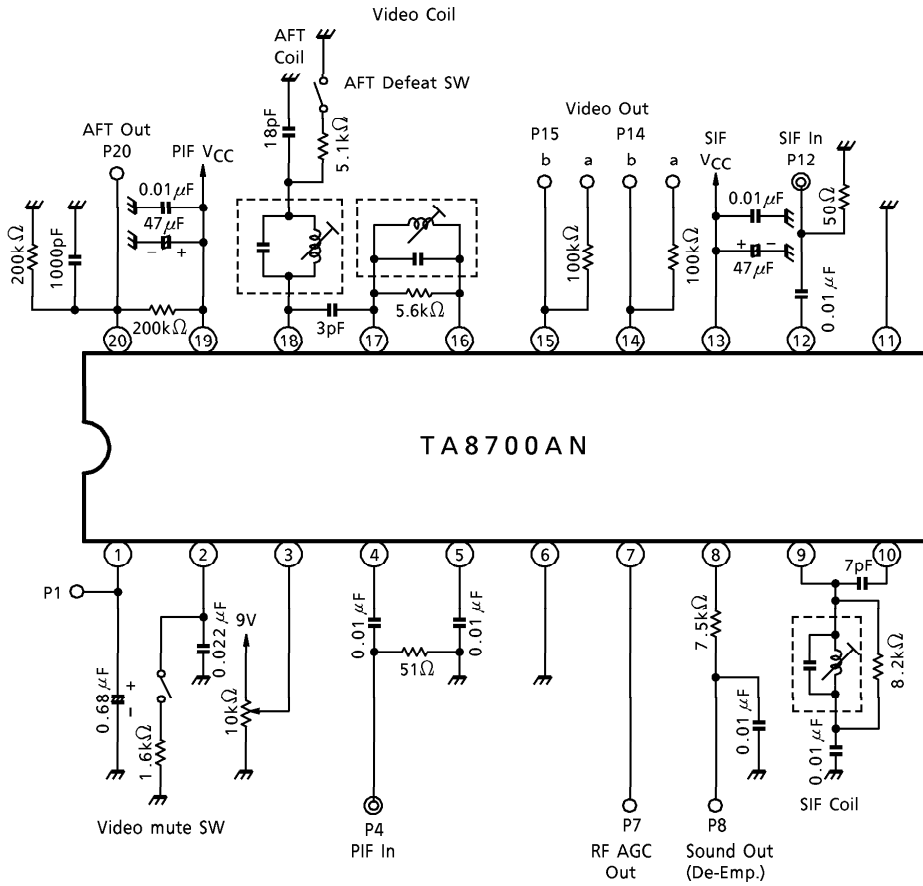 Video Coil
AFT
Coil
AFT Defeat SW
18pF
5.1kΩ
AFT Out
P20
PIF VCC
0.01μF
47μF
− +
200kΩ
1000pF
200kΩ
3pF
5.6kΩ
Video Out
P15
P14
b
a
b
a
100kΩ
100kΩ
SIF
VCC
SIF In
P12
0.01μF
+ −
47μF
50Ω
0.01μF
20
19
18
17
16
15
14
13
12
11
TA8700AN
1
2
3
4
5
6
7
8
9
10
P1
0.68μF
+
−
0.022μF
1.6kΩ
Video mute SW
9V
10kΩ
0.01μF
0.01μF
51Ω
P4
PIF In
P7
RF AGC
Out
7.5kΩ
0.01μF
P8
Sound Out
(De-Emp.)
7pF
8.2kΩ
0.01μF
SIF Coil